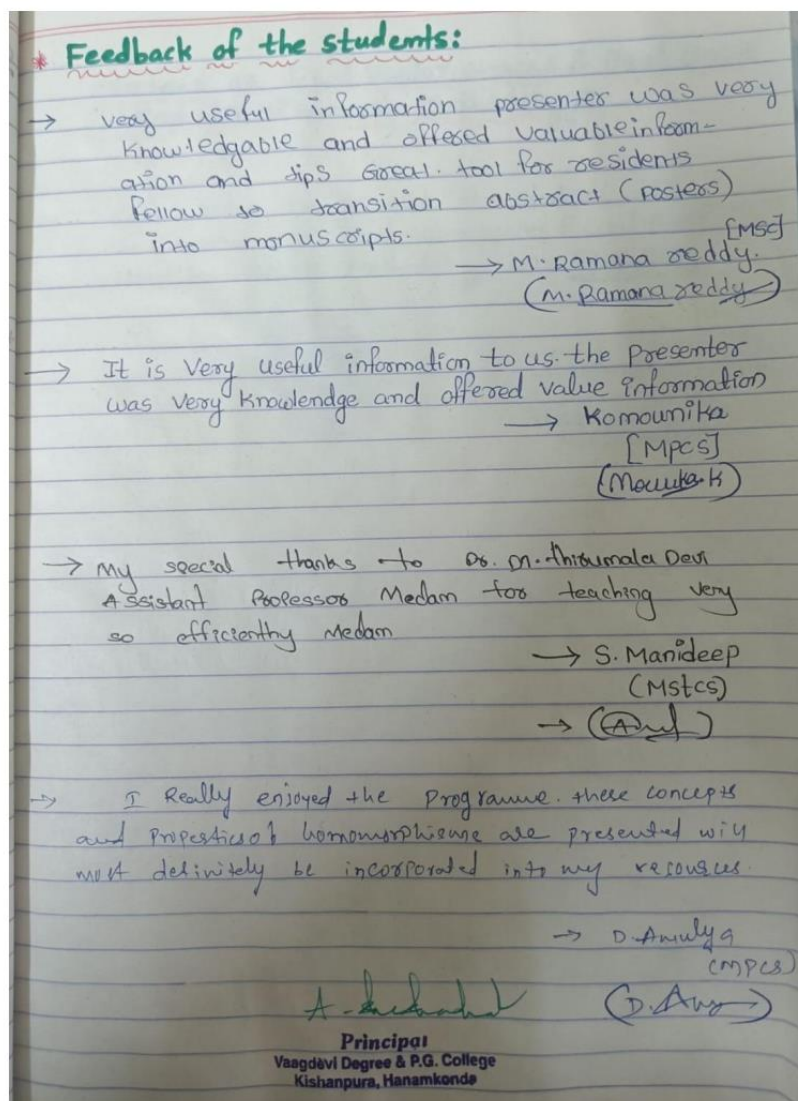 * Feedback of the students:
→ very useful information presenter was very
knowledgable and offered valuable inform-
ation and tips Great. tool for residents
fellow to transition abstract (posters)
into monuscripts.
[MSC]
→ M. Ramana reddy.
(M. Ramana reddy)
→ It is very useful information to us. the presenter
was very knowlendge and offered value information
→ Komounika
[MPCS]
(Mounika.K)
→ my special thanks to Dr. M. thirumala Devi
Assistant Professor Medam for teaching very
so efficienthy Medam
→ S. Manideep
(Mstcs)
→
→ I Really enjoyed the programme. these concepts
and properties of homomorphisme are presented will
most definitely be incorporated into my resources.
→ D. Amulya
(MPCS)
(D. Amy)
Principal
Vaagdevi Degree & P.G. College
Kishanpura, Hanamkonda